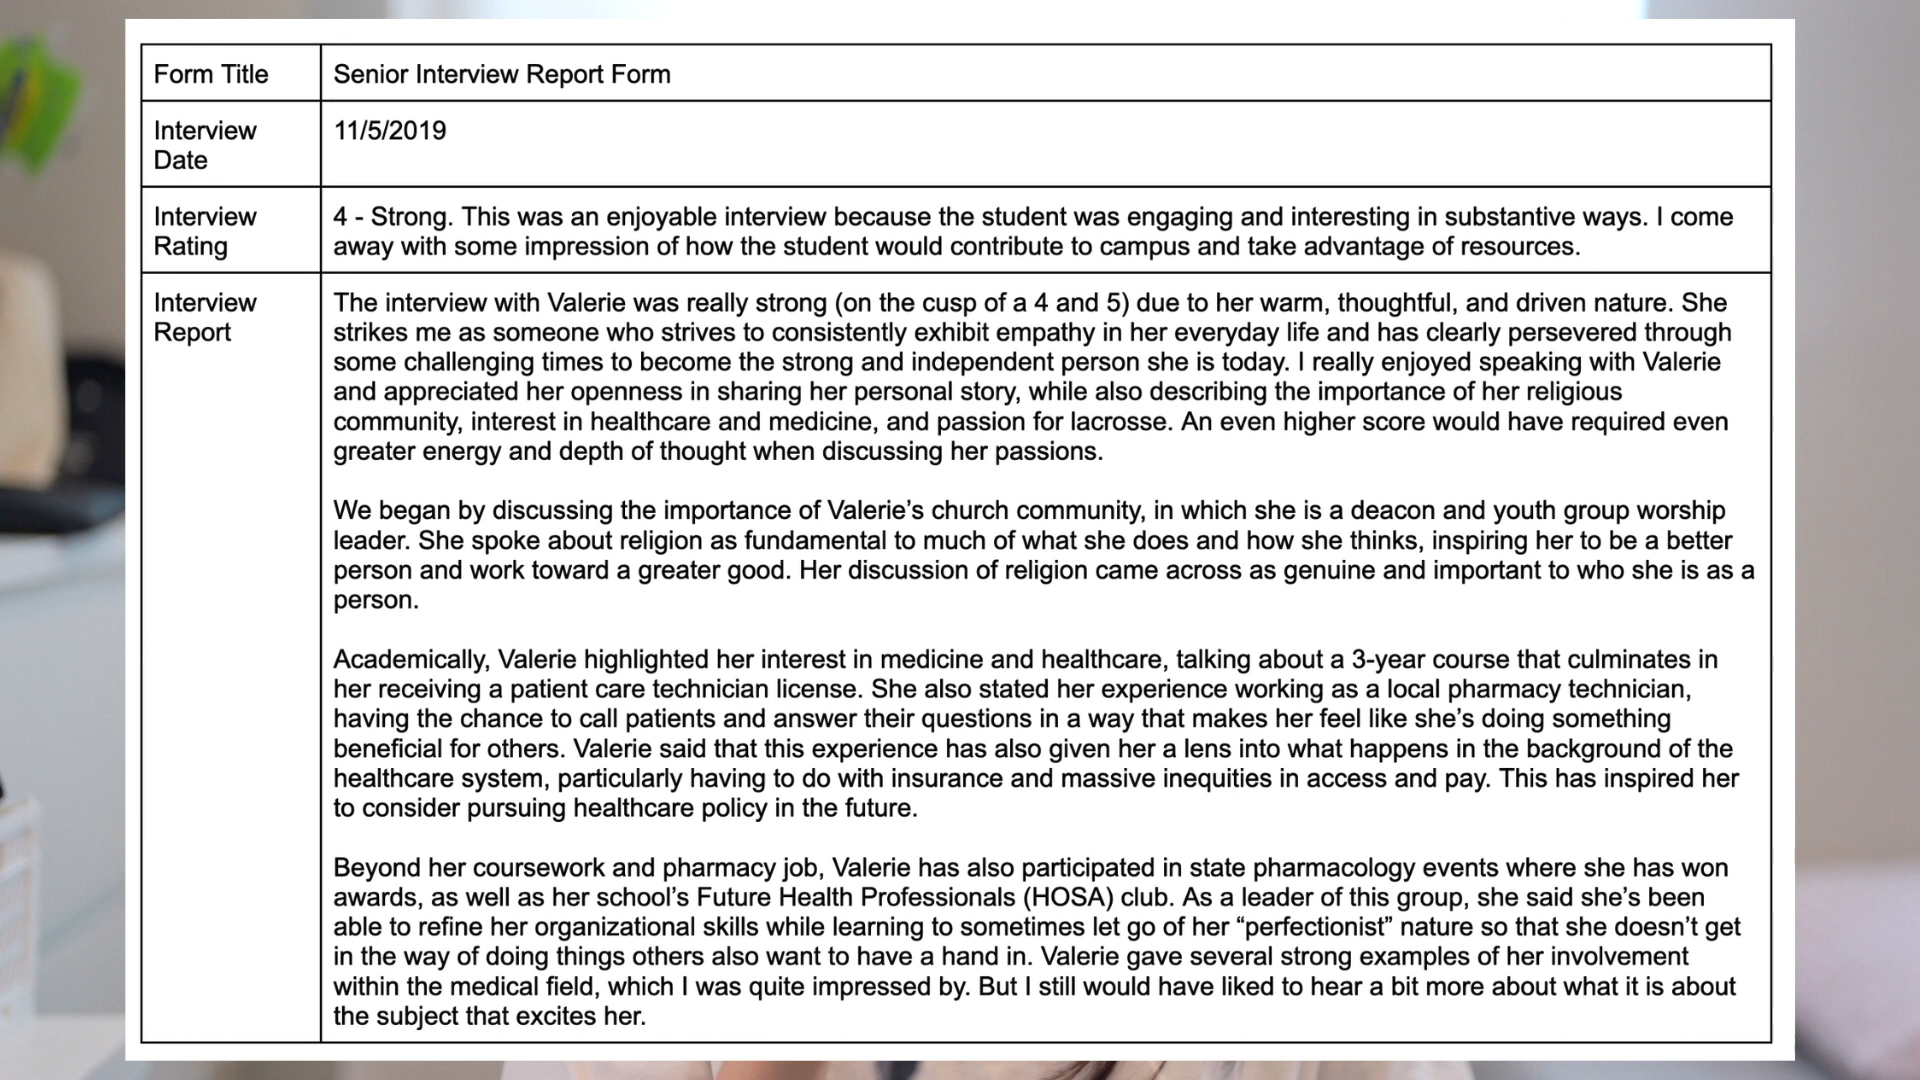 Form Title
Senior Interview Report Form
Interview
Date
11/5/2019
Interview
Rating
4 - Strong. This was an enjoyable interview because the student was engaging and interesting in substantive ways. I come
away with some impression of how the student would contribute to campus and take advantage of resources.
Interview
Report
The interview with Valerie was really strong (on the cusp of a 4 and 5) due to her warm, thoughtful, and driven nature. She
strikes me as someone who strives to consistently exhibit empathy in her everyday life and has clearly persevered through
some challenging times to become the strong and independent person she is today. I really enjoyed speaking with Valerie
and appreciated her openness in sharing her personal story, while also describing the importance of her religious
community, interest in healthcare and medicine, and passion for lacrosse. An even higher score would have required even
greater energy and depth of thought when discussing her passions.
We began by discussing the importance of Valerie’s church community, in which she is a deacon and youth group worship
leader. She spoke about religion as fundamental to much of what she does and how she thinks, inspiring her to be a better
person and work toward a greater good. Her discussion of religion came across as genuine and important to who she is as a
person.
Academically, Valerie highlighted her interest in medicine and healthcare, talking about a 3-year course that culminates in
her receiving a patient care technician license. She also stated her experience working as a local pharmacy technician,
having the chance to call patients and answer their questions in a way that makes her feel like she’s doing something
beneficial for others. Valerie said that this experience has also given her a lens into what happens in the background of the
healthcare system, particularly having to do with insurance and massive inequities in access and pay. This has inspired her
to consider pursuing healthcare policy in the future.
Beyond her coursework and pharmacy job, Valerie has also participated in state pharmacology events where she has won
awards, as well as her school’s Future Health Professionals (HOSA) club. As a leader of this group, she said she’s been
able to refine her organizational skills while learning to sometimes let go of her “perfectionist” nature so that she doesn’t get
in the way of doing things others also want to have a hand in. Valerie gave several strong examples of her involvement
within the medical field, which I was quite impressed by. But I still would have liked to hear a bit more about what it is about
the subject that excites her.